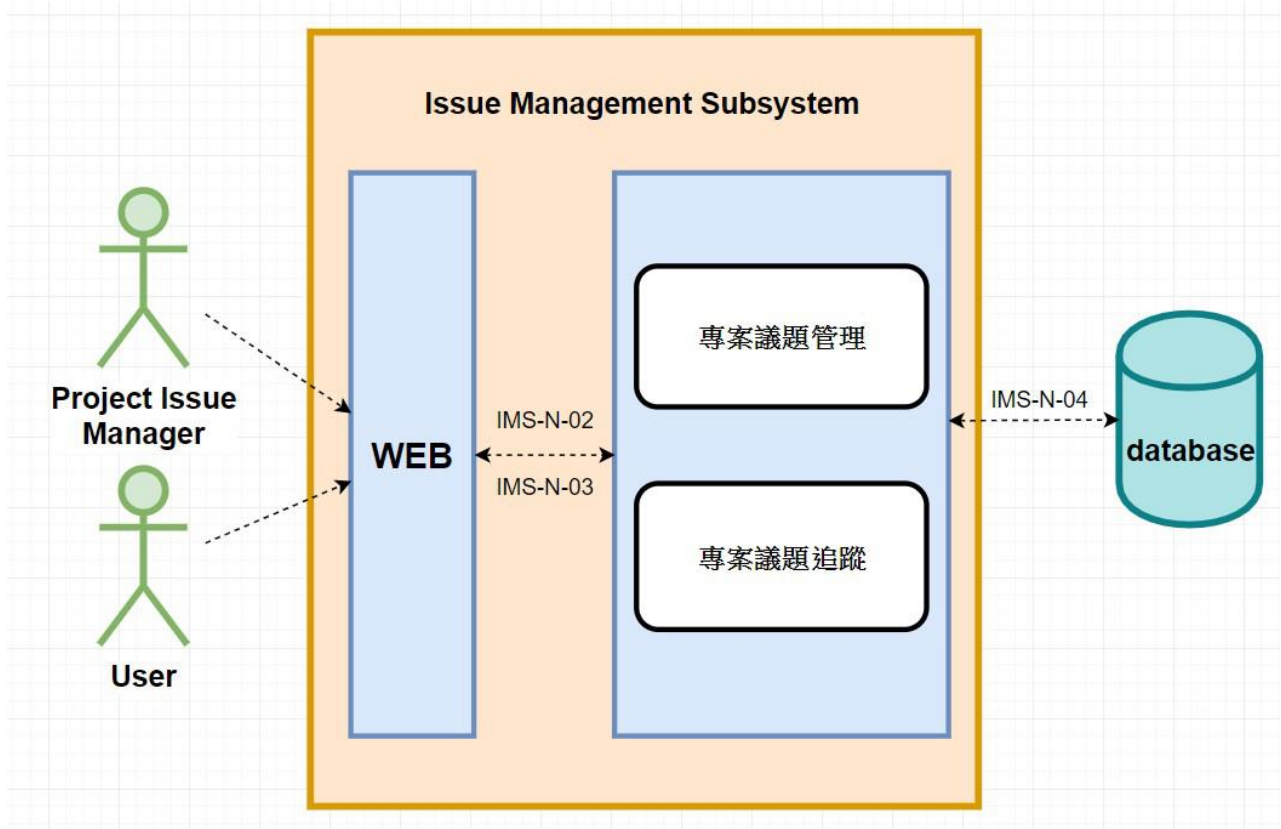 Issue Management Subsystem
Project Issue
Manager
User
WEB
IMS-N-02
IMS-N-03
專案議題管理
專案議題追蹤
IMS-N-04
database